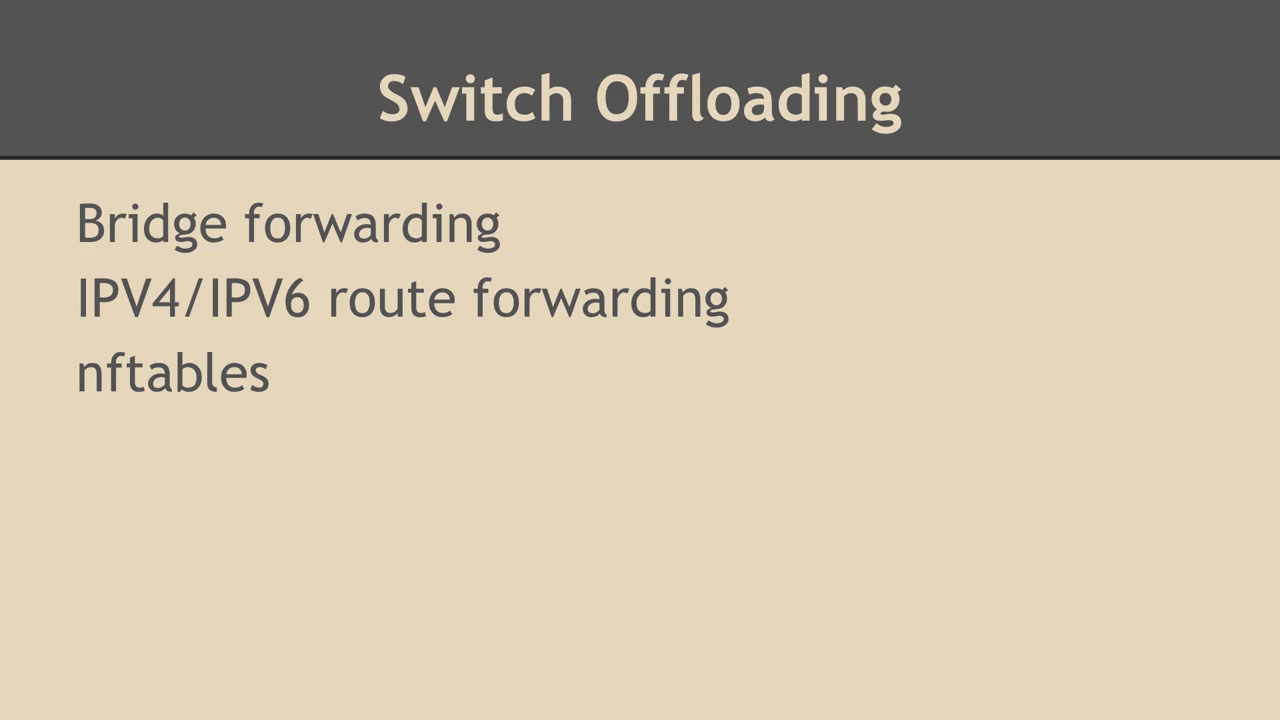 Switch Offloading
Bridge forwarding
IPV4/IPV6 route forwarding
nftables